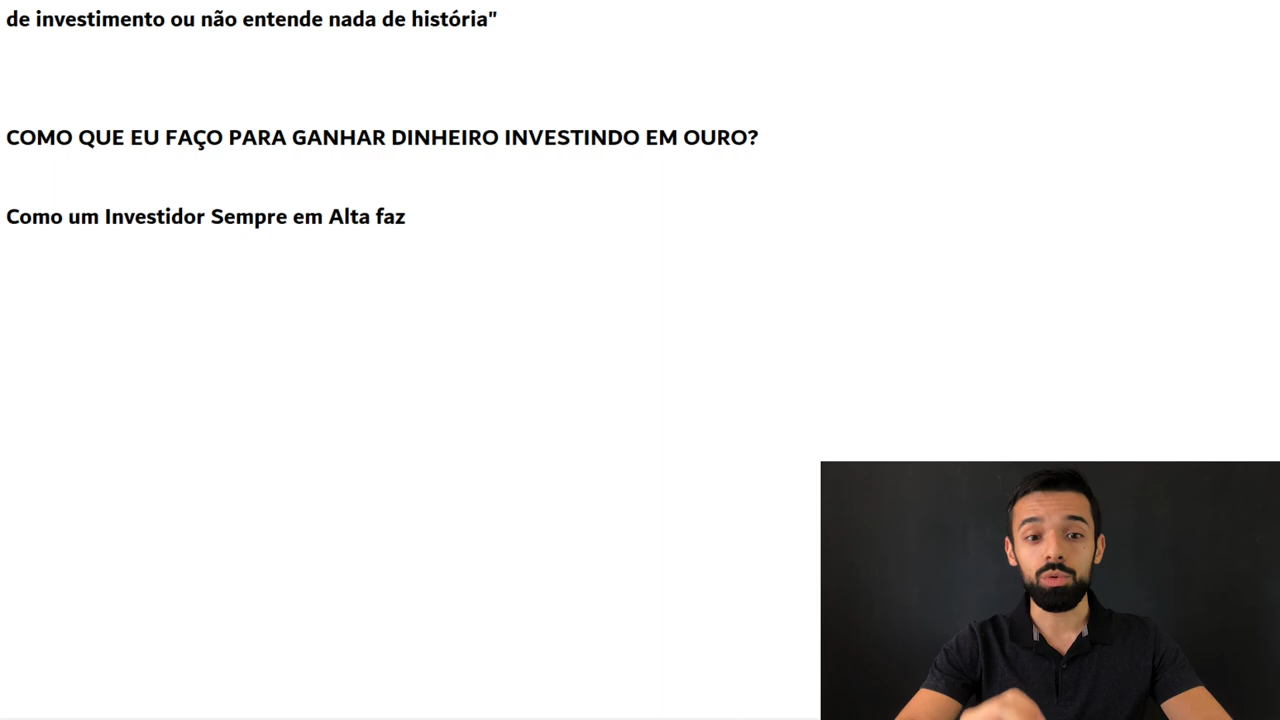 de investimento ou não entende nada de história"
COMO QUE EU FAÇO PARA GANHAR DINHEIRO INVESTINDO EM OURO?
Como um Investidor Sempre em Alta faz